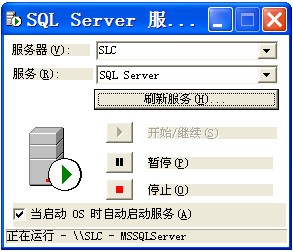 SQL Server 服...
服务器(V): SLC
服务(R): SQL Server
刷新服务(H)...
开始/继续(S)
暂停(P)
停止(O)
当启动 OS 时自动启动服务(A)
正在运行 - \\SLC - MSSQLServer